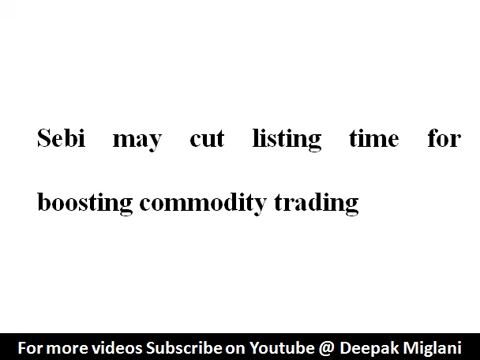 Sebi may cut listing time for
boosting commodity trading
For more videos Subscribe on Youtube @ Deepak Miglani